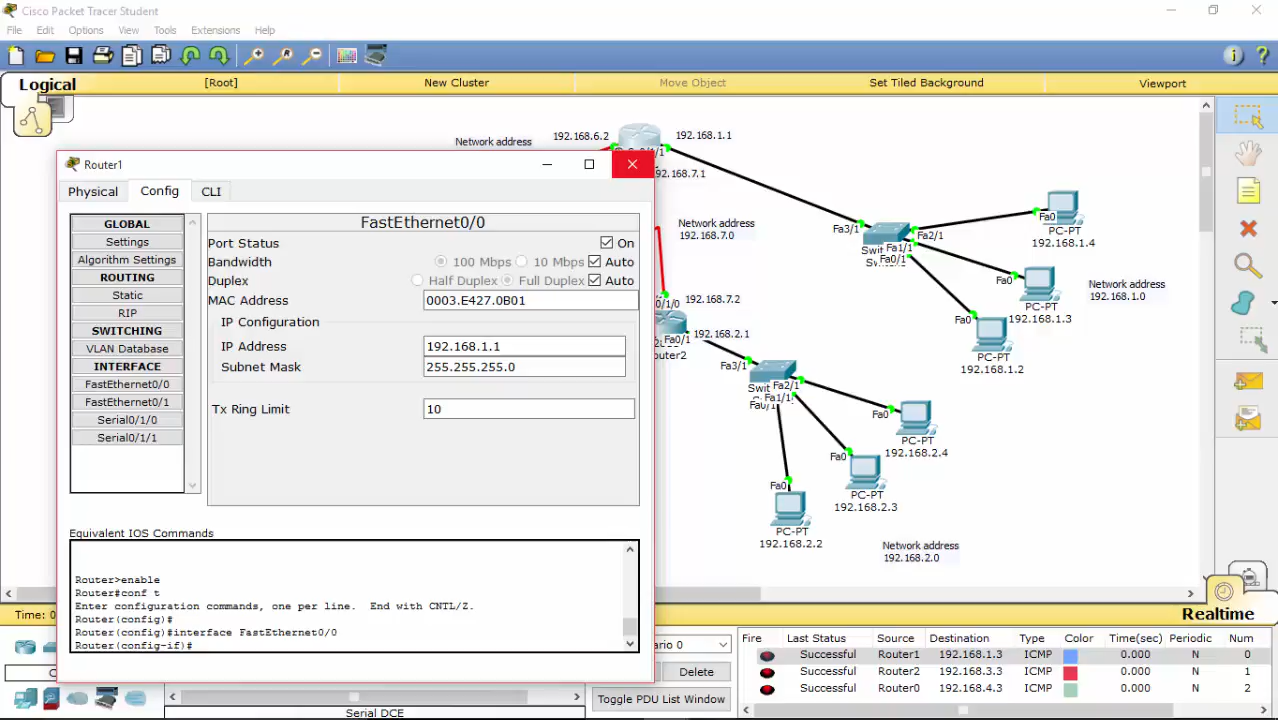 Cisco Packet Tracer Student
File Edit Options View Tools Extensions Help
Logical
[Root]
New Cluster
Move Object
Set Tiled Background
Viewport
Network address
192.168.6.2
192.168.1.1
192.168.7.1
Network address
192.168.7.0
192.168.7.2
192.168.2.1
Fa0/1
Fa3/1
Fa2/1
Fa1/1
Fa0/1
Fa0
PC-PT
192.168.1.4
Fa0
PC-PT
192.168.1.3
Fa0
PC-PT
192.168.1.2
Network address
192.168.1.0
Fa3/1
Fa2/1
Fa1/1
Fa0
PC-PT
192.168.2.4
Fa0
PC-PT
192.168.2.3
Fa0
PC-PT
192.168.2.2
Network address
192.168.2.0
Router1
Physical Config CLI
GLOBAL
Settings
Algorithm Settings
ROUTING
Static
RIP
SWITCHING
VLAN Database
INTERFACE
FastEthernet0/0
FastEthernet0/1
Serial0/1/0
Serial0/1/1
FastEthernet0/0
Port Status On
Bandwidth 100 Mbps 10 Mbps Auto
Duplex Half Duplex Full Duplex Auto
MAC Address 0003.E427.0B01
IP Configuration
IP Address 192.168.1.1
Subnet Mask 255.255.255.0
Tx Ring Limit 10
Equivalent IOS Commands
Router>enable
Router#conf t
Enter configuration commands, one per line. End with CNTL/Z.
Router(config)#
Router(config)#interface FastEthernet0/0
Router(config-if)#
Time: 0
Realtime
ario 0
Delete
Toggle PDU List Window
Serial DCE
Fire Last Status Source Destination Type Color Time(sec) Periodic Num
Successful Router1 192.168.1.3 ICMP 0.000 N 0
Successful Router2 192.168.1.3 ICMP 0.000 N 1
Successful Router0 192.168.4.3 ICMP 0.000 N 2